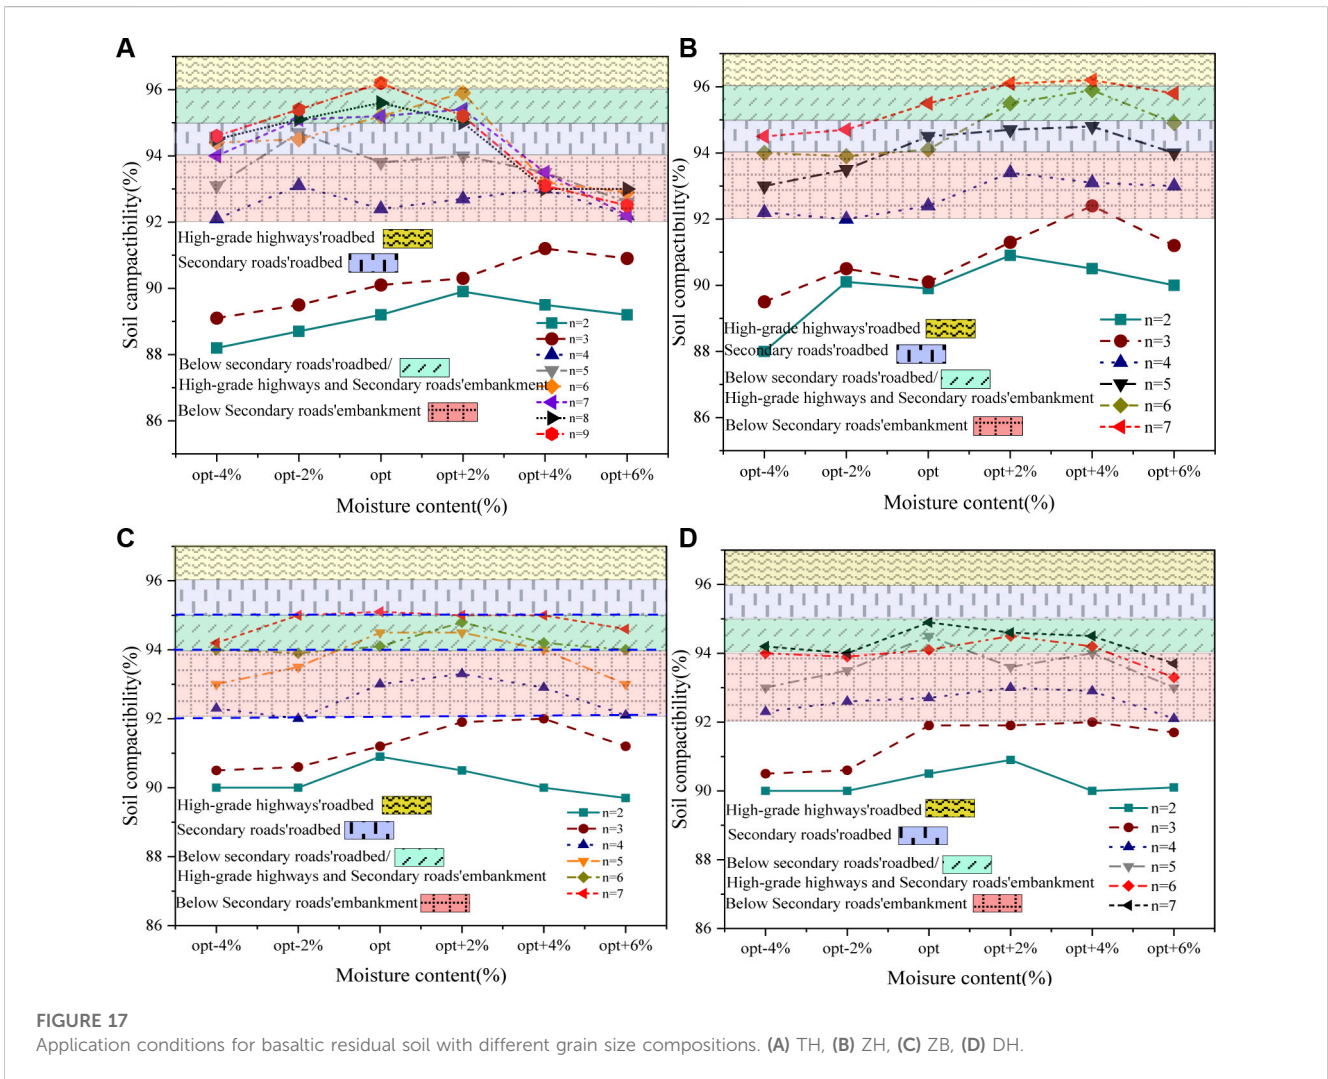 A
Soil campactibility(%)
96
94
92
90
88
86
High-grade highways'roadbed
Secondary roads'roadbed
Below secondary roads'roadbed/
High-grade highways and Secondary roads'embankment
Below Secondary roads'embankment
n=2
n=3
n=4
n=5
n=6
n=7
n=8
n=9
opt-4% opt-2% opt opt+2% opt+4% opt+6%
Moisture content(%)
B
Soil compactibility(%)
96
94
92
90
88
86
High-grade highways'roadbed
Secondary roads'roadbed
Below secondary roads'roadbed/
High-grade highways and Secondary roads'embankment
Below Secondary roads'embankment
n=2
n=3
n=4
n=5
n=6
n=7
opt-4% opt-2% opt opt+2% opt+4% opt+6%
Moisture content(%)
C
Soil compactibility(%)
96
94
92
90
88
86
High-grade highways'roadbed
Secondary roads'roadbed
Below secondary roads'roadbed/
High-grade highways and Secondary roads'embankment
Below Secondary roads'embankment
n=2
n=3
n=4
n=5
n=6
n=7
opt-4% opt-2% opt opt+2% opt+4% opt+6%
Moisture content(%)
D
Soil compactibility(%)
96
94
92
90
88
86
High-grade highways'roadbed
Secondary roads'roadbed
Below secondary roads'roadbed/
High-grade highways and Secondary roads'embankment
Below Secondary roads'embankment
n=2
n=3
n=4
n=5
n=6
n=7
opt-4% opt-2% opt opt+2% opt+4% opt+6%
Moisure content(%)
FIGURE 17
Application conditions for basaltic residual soil with different grain size compositions. (A) TH, (B) ZH, (C) ZB, (D) DH.